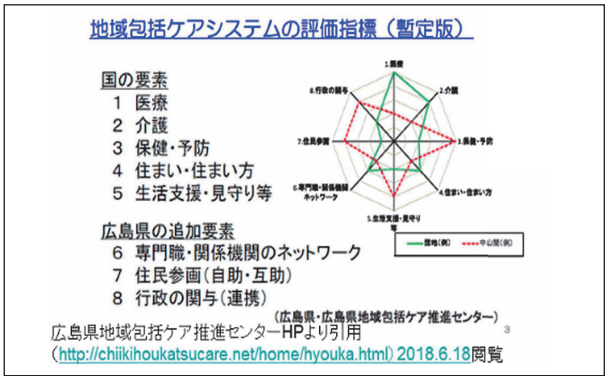 地域包括ケアシステムの評価指標（暫定版）
国の要素
1 医療
2 介護
3 保健・予防
4 住まい・住まい方
5 生活支援・見守り等
広島県の追加要素
6 専門職・関係機関のネットワーク
7 住民参画（自助・互助）
8 行政の関与（連携）
1.医療
2.介護
3.保健・予防
4.住まい・住まい方
5.生活支援・見守り
等
6.専門職・関係機関
ネットワーク
7.住民参画
8.行政の関与
団地（例）
中山間（例）
（広島県・広島県地域包括ケア推進センター）
3
広島県地域包括ケア推進センターHPより引用
（http://chiikihoukatsucare.net/home/hyouka.html）2018.6.18閲覧